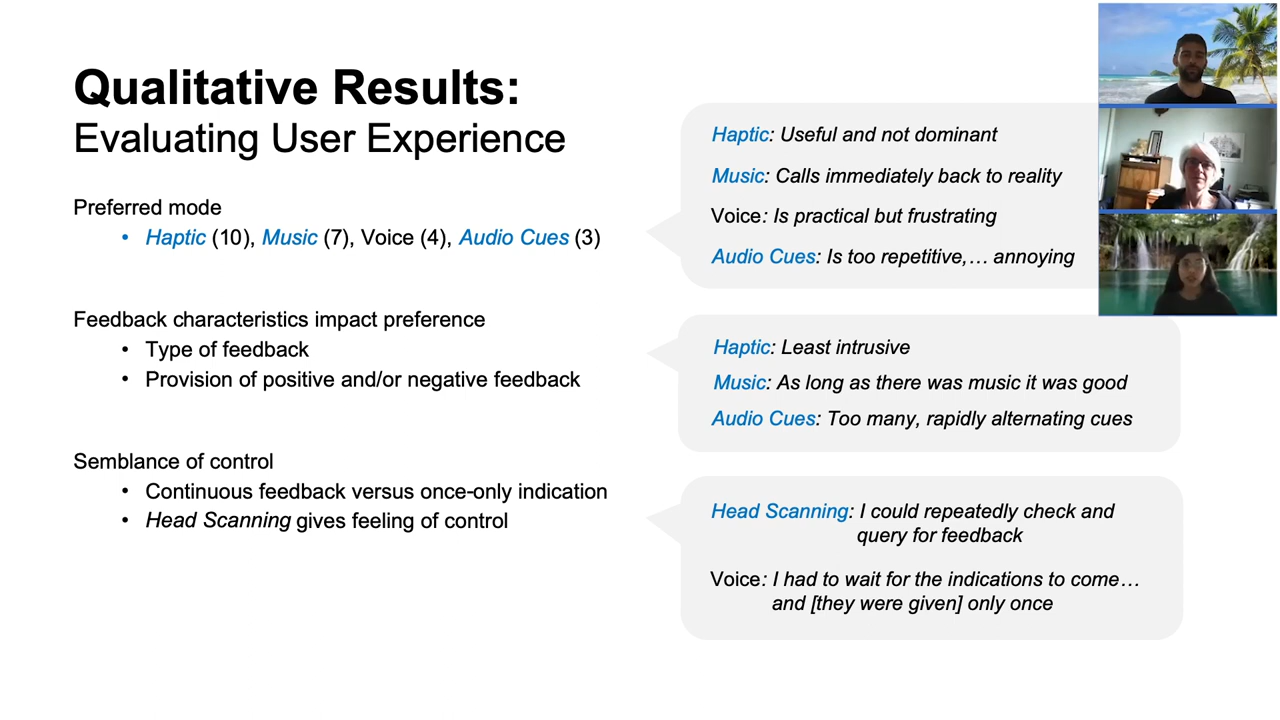 Qualitative Results:
Evaluating User Experience
Preferred mode
• Haptic (10), Music (7), Voice (4), Audio Cues (3)
Haptic: Useful and not dominant
Music: Calls immediately back to reality
Voice: Is practical but frustrating
Audio Cues: Is too repetitive,… annoying
Feedback characteristics impact preference
• Type of feedback
• Provision of positive and/or negative feedback
Haptic: Least intrusive
Music: As long as there was music it was good
Audio Cues: Too many, rapidly alternating cues
Semblance of control
• Continuous feedback versus once-only indication
• Head Scanning gives feeling of control
Head Scanning: I could repeatedly check and
query for feedback
Voice: I had to wait for the indications to come…
and [they were given] only once